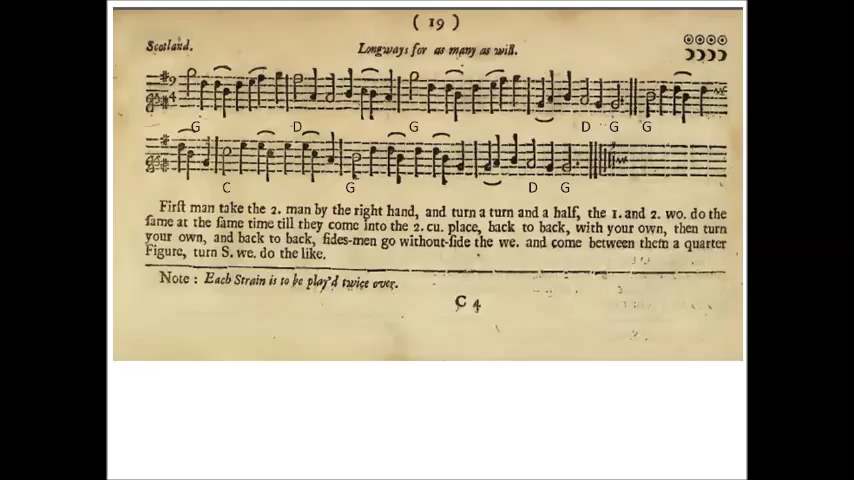 ( 19 )
Scotland.
Longways for as many as will.
9
4
G D G D G G
C G D G
Firſt man take the 2. man by the right hand, and turn a turn and a half, the 1. and 2. wo. do the
ſame at the ſame time till they come into the 2. cu. place, back to back, with your own, then turn
your own, and back to back, ſides-men go without-ſide the we. and come between them a quarter
Figure, turn S. we. do the like.
Note : Each Strain is to be play'd twice over.
C 4